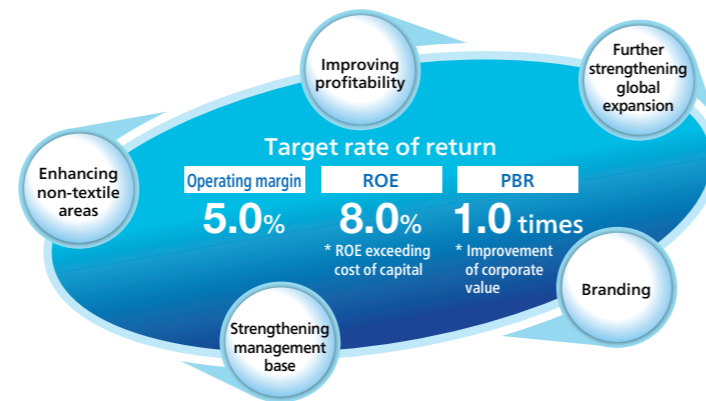 Improving
profitability
Further
strengthening
global
expansion
Enhancing
non-textile
areas
Target rate of return
Operating margin
5.0%
ROE
8.0%
* ROE exceeding
cost of capital
PBR
1.0 times
* Improvement
of corporate
value
Branding
Strengthening
management
base